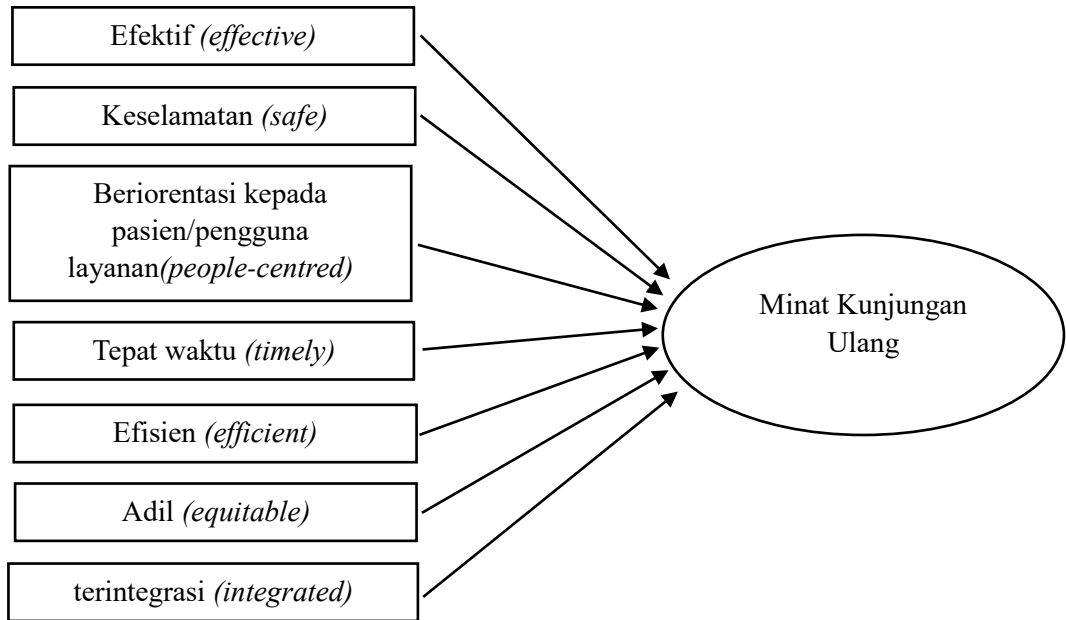 Efektif (effective)
Keselamatan (safe)
Beriorentasi kepada
pasien/pengguna
layanan(people-centred)
Tepat waktu (timely)
Efisien (efficient)
Adil (equitable)
terintegrasi (integrated)
Minat Kunjungan
Ulang